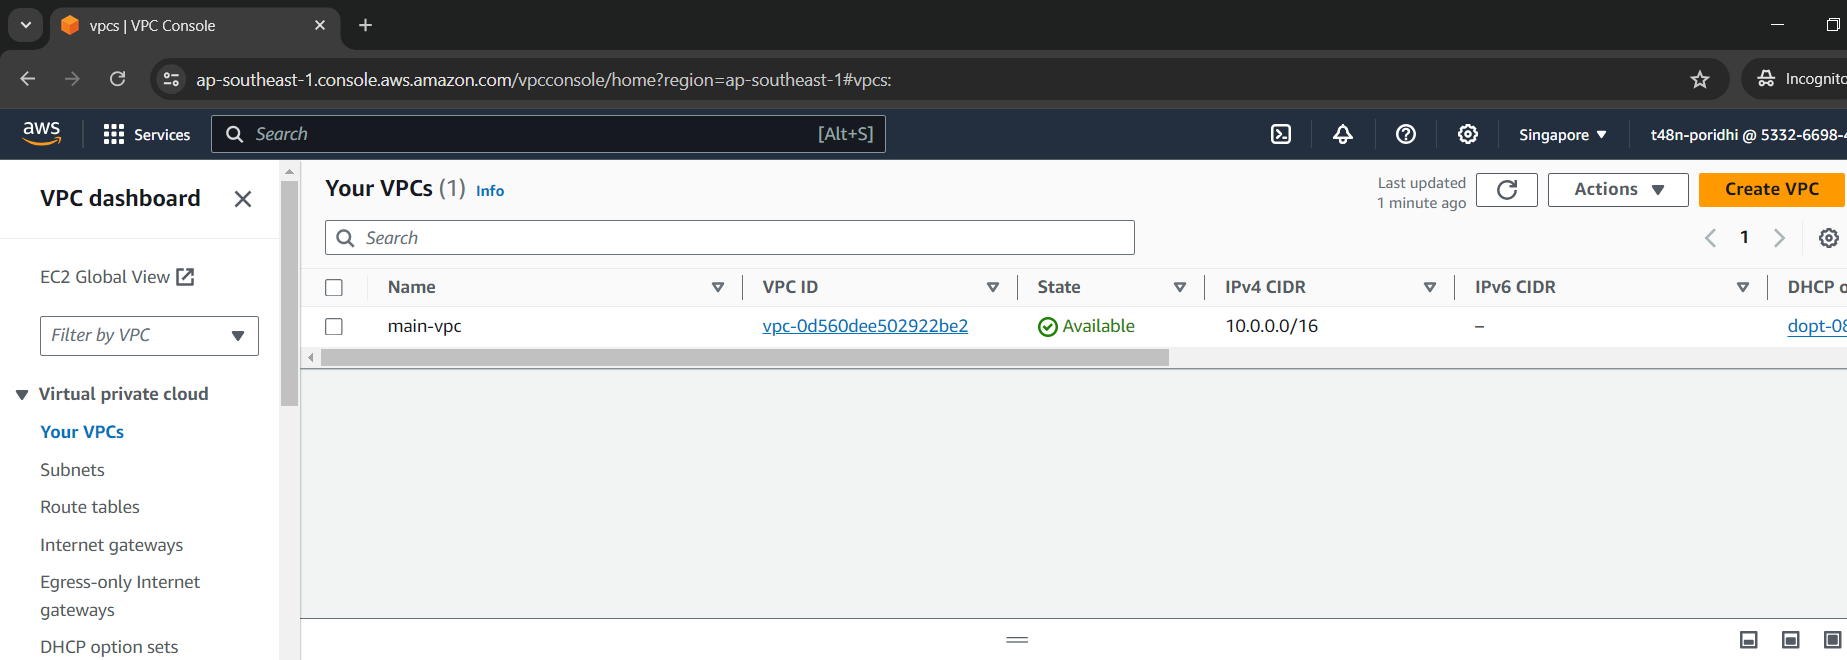 vpcs | VPC Console
ap-southeast-1.console.aws.amazon.com/vpcconsole/home?region=ap-southeast-1#vpcs:
Incognito
aws
Services
Search
[Alt+S]
Singapore
t48n-poridhi @ 5332-6698-4
VPC dashboard
EC2 Global View
Filter by VPC
Virtual private cloud
Your VPCs
Subnets
Route tables
Internet gateways
Egress-only Internet
gateways
DHCP option sets
Your VPCs (1) Info
Last updated
1 minute ago
Actions
Create VPC
Search
1
Name VPC ID State IPv4 CIDR IPv6 CIDR DHCP o
main-vpc vpc-0d560dee502922be2 Available 10.0.0.0/16 – dopt-08